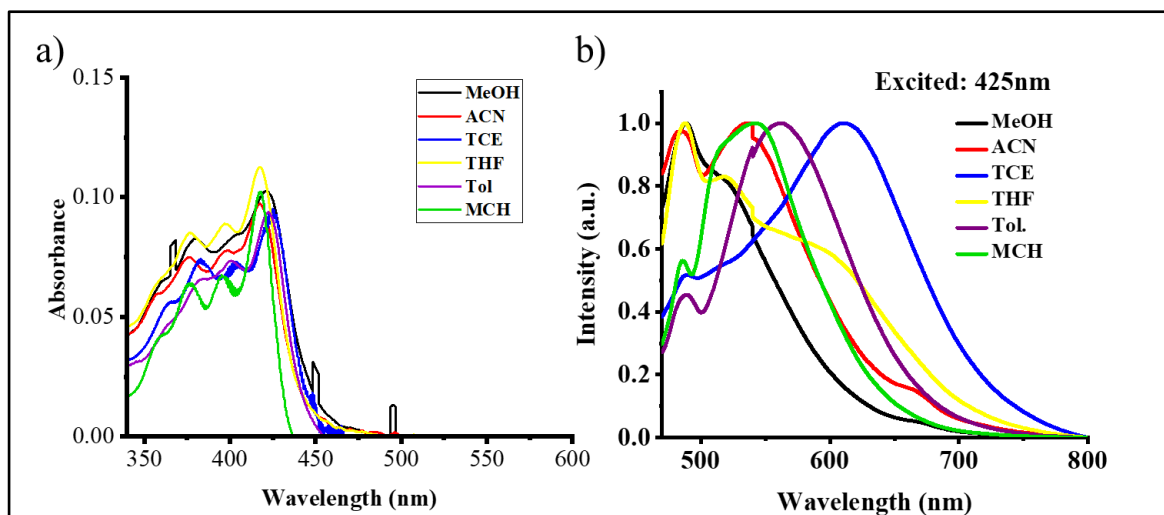 a)
0.15
0.10
0.05
0.00
Absorbance
350 400 450 500 550 600
Wavelength (nm)
MeOH
ACN
TCE
THF
Tol
MCH
b)
Excited: 425nm
1.0
0.8
0.6
0.4
0.2
0.0
Intensity (a.u.)
500 600 700 800
Wavelength (nm)
MeOH
ACN
TCE
THF
Tol.
MCH